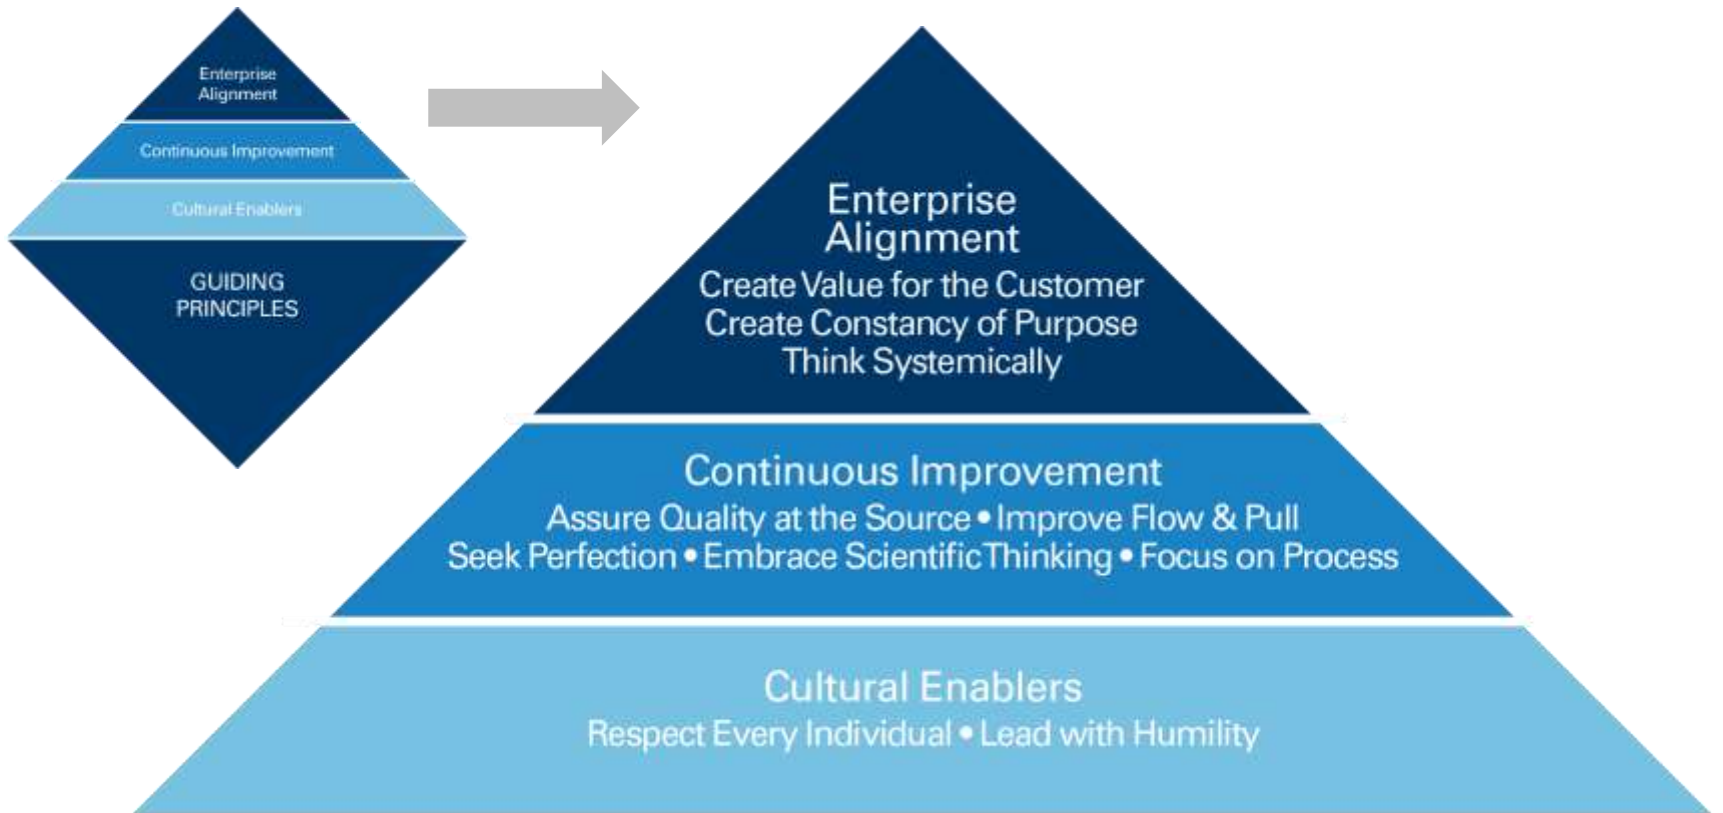 Enterprise
Alignment
Continuous Improvement
Cultural Enablers
GUIDING
PRINCIPLES
Enterprise
Alignment
Create Value for the Customer
Create Constancy of Purpose
Think Systemically
Continuous Improvement
Assure Quality at the Source • Improve Flow & Pull
Seek Perfection • Embrace Scientific Thinking • Focus on Process
Cultural Enablers
Respect Every Individual • Lead with Humility